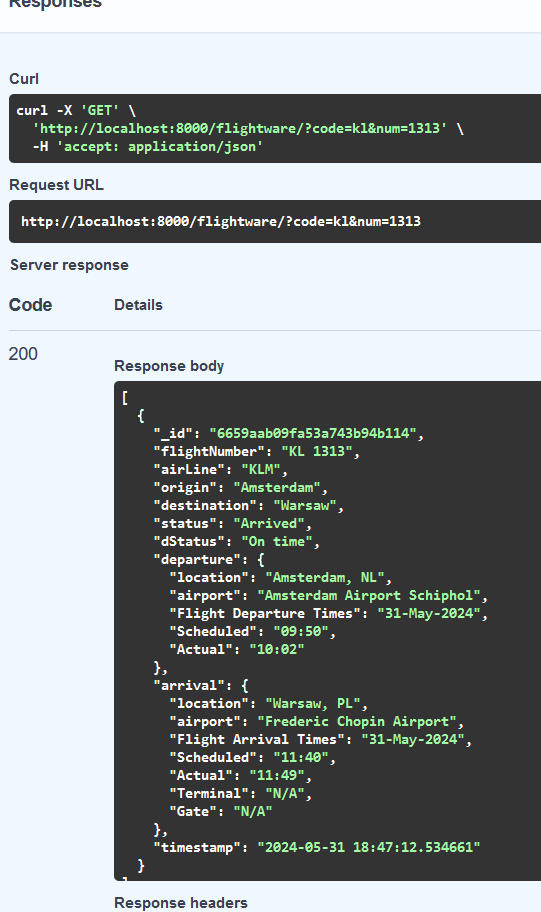 Responses
Curl
curl -X 'GET' \
'http://localhost:8000/flightware/?code=kl&num=1313' \
-H 'accept: application/json'
Request URL
http://localhost:8000/flightware/?code=kl&num=1313
Server response
Code Details
200
Response body
[
{
"_id": "6659aab09fa53a743b94b114",
"flightNumber": "KL 1313",
"airLine": "KLM",
"origin": "Amsterdam",
"destination": "Warsaw",
"status": "Arrived",
"dStatus": "On time",
"departure": {
"location": "Amsterdam, NL",
"airport": "Amsterdam Airport Schiphol",
"Flight Departure Times": "31-May-2024",
"Scheduled": "09:50",
"Actual": "10:02"
},
"arrival": {
"location": "Warsaw, PL",
"airport": "Frederic Chopin Airport",
"Flight Arrival Times": "31-May-2024",
"Scheduled": "11:40",
"Actual": "11:49",
"Terminal": "N/A",
"Gate": "N/A"
},
"timestamp": "2024-05-31 18:47:12.534661"
}
]
Response headers